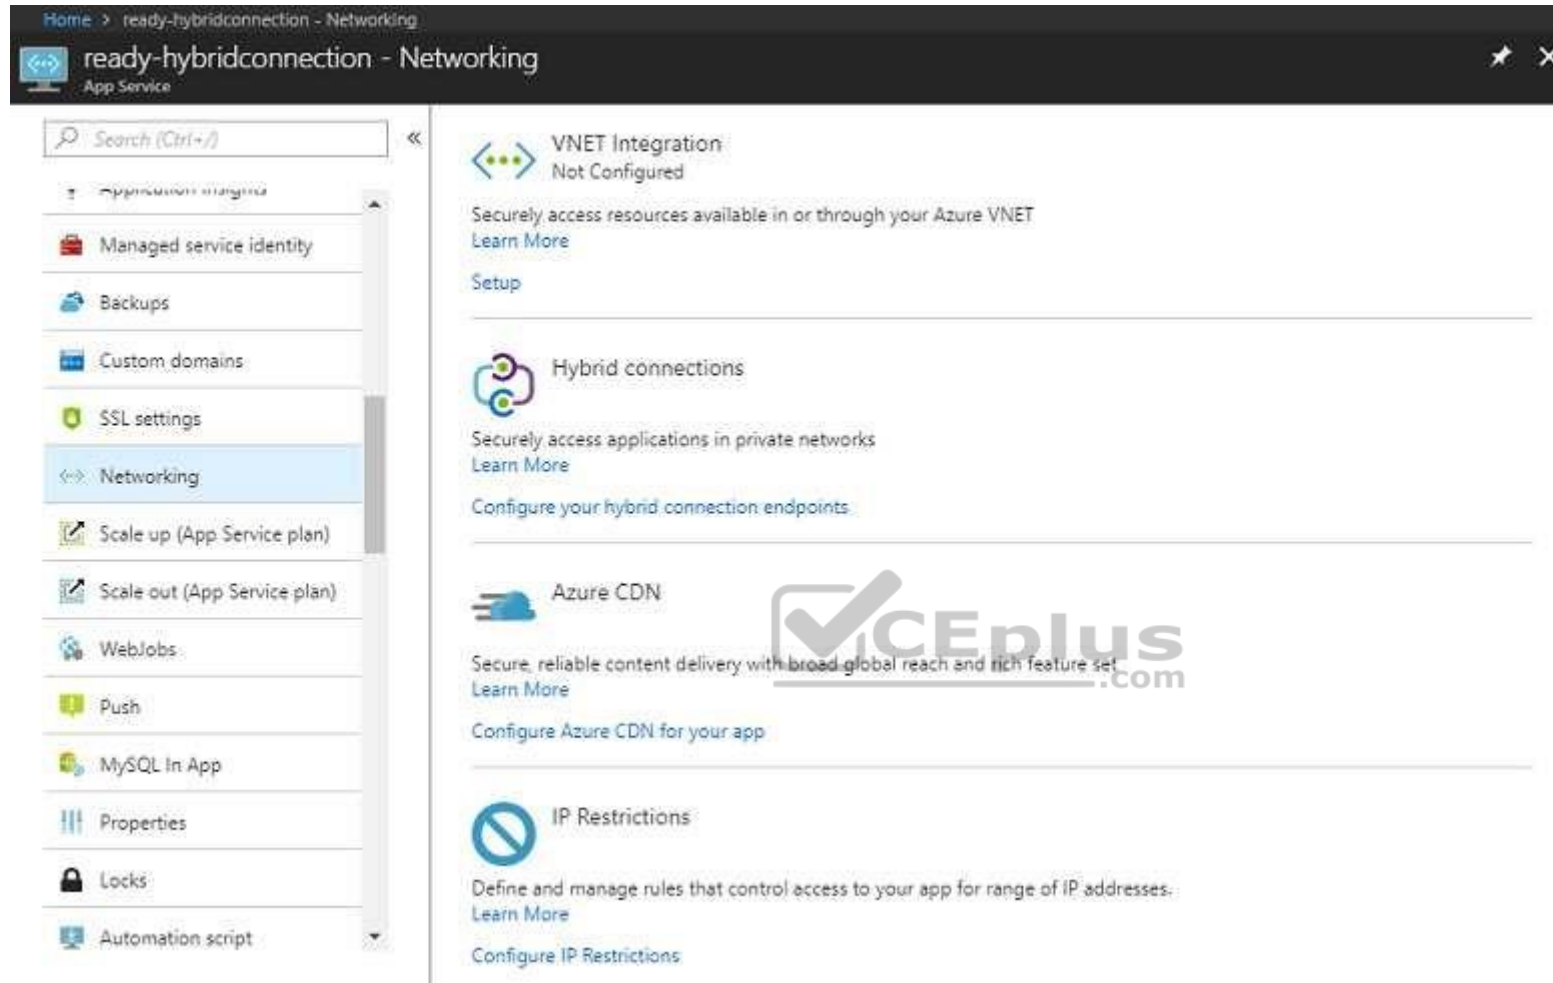 Home > ready-hybridconnection - Networking
ready-hybridconnection - Networking
App Service
Search (Ctrl+/)
«
Application Insights
Managed service identity
Backups
Custom domains
SSL settings
Networking
Scale up (App Service plan)
Scale out (App Service plan)
WebJobs
Push
MySQL In App
Properties
Locks
Automation script
VNET Integration
Not Configured
Securely access resources available in or through your Azure VNET
Learn More
Setup
Hybrid connections
Securely access applications in private networks
Learn More
Configure your hybrid connection endpoints
Azure CDN
Secure, reliable content delivery with broad global reach and rich feature set
Learn More
Configure Azure CDN for your app
IP Restrictions
Define and manage rules that control access to your app for range of IP addresses.
Learn More
Configure IP Restrictions
VCEplus
.com